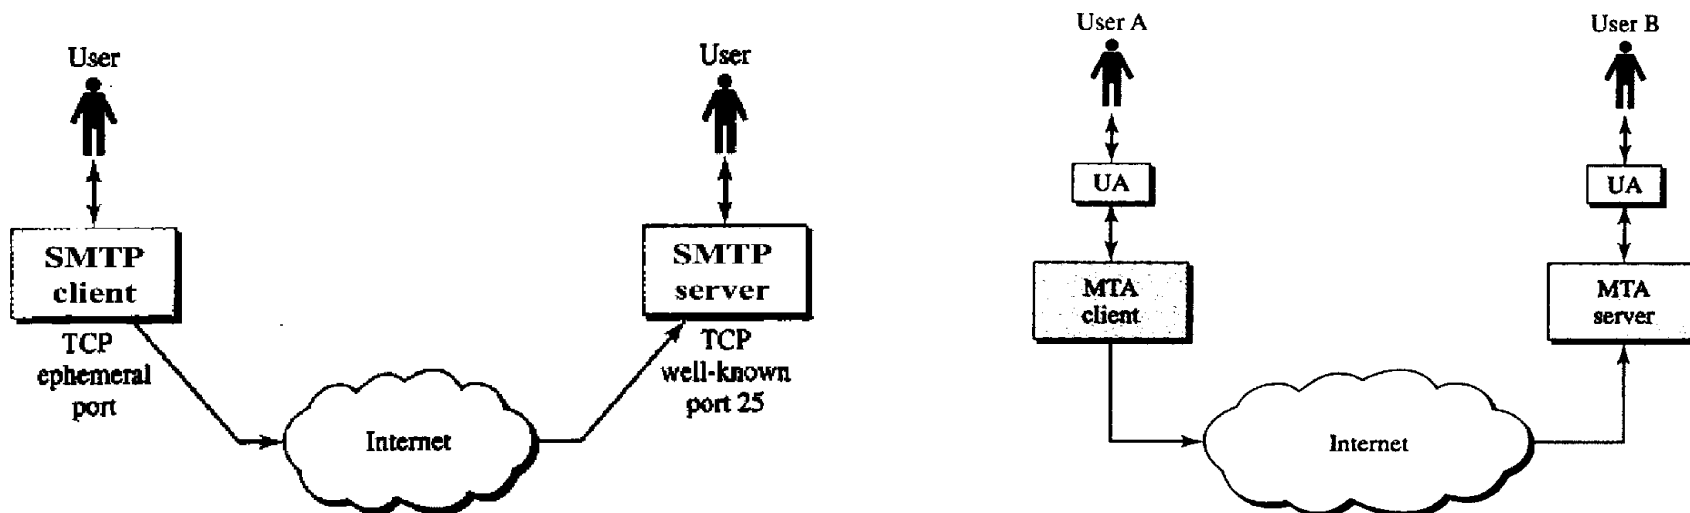 User
User
SMTP
client
SMTP
server
TCP
ephemeral
port
TCP
well-known
port 25
Internet
User A
User B
UA
UA
MTA
client
MTA
server
Internet